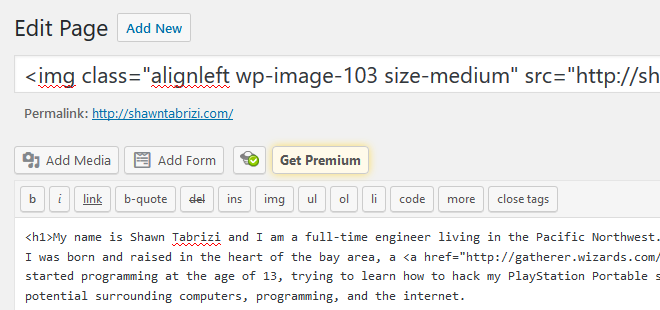 Edit Page Add New
<img class="alignleft wp-image-103 size-medium" src="http://sh
Permalink: http://shawntabrizi.com/
Add Media Add Form Get Premium
b i link b-quote del ins img ul ol li code more close tags
<h1>My name is Shawn Tabrizi and I am a full-time engineer living in the Pacific Northwest.
I was born and raised in the heart of the bay area, a <a href="http://gatherer.wizards.com/
started programming at the age of 13, trying to learn how to hack my PlayStation Portable s
potential surrounding computers, programming, and the internet.